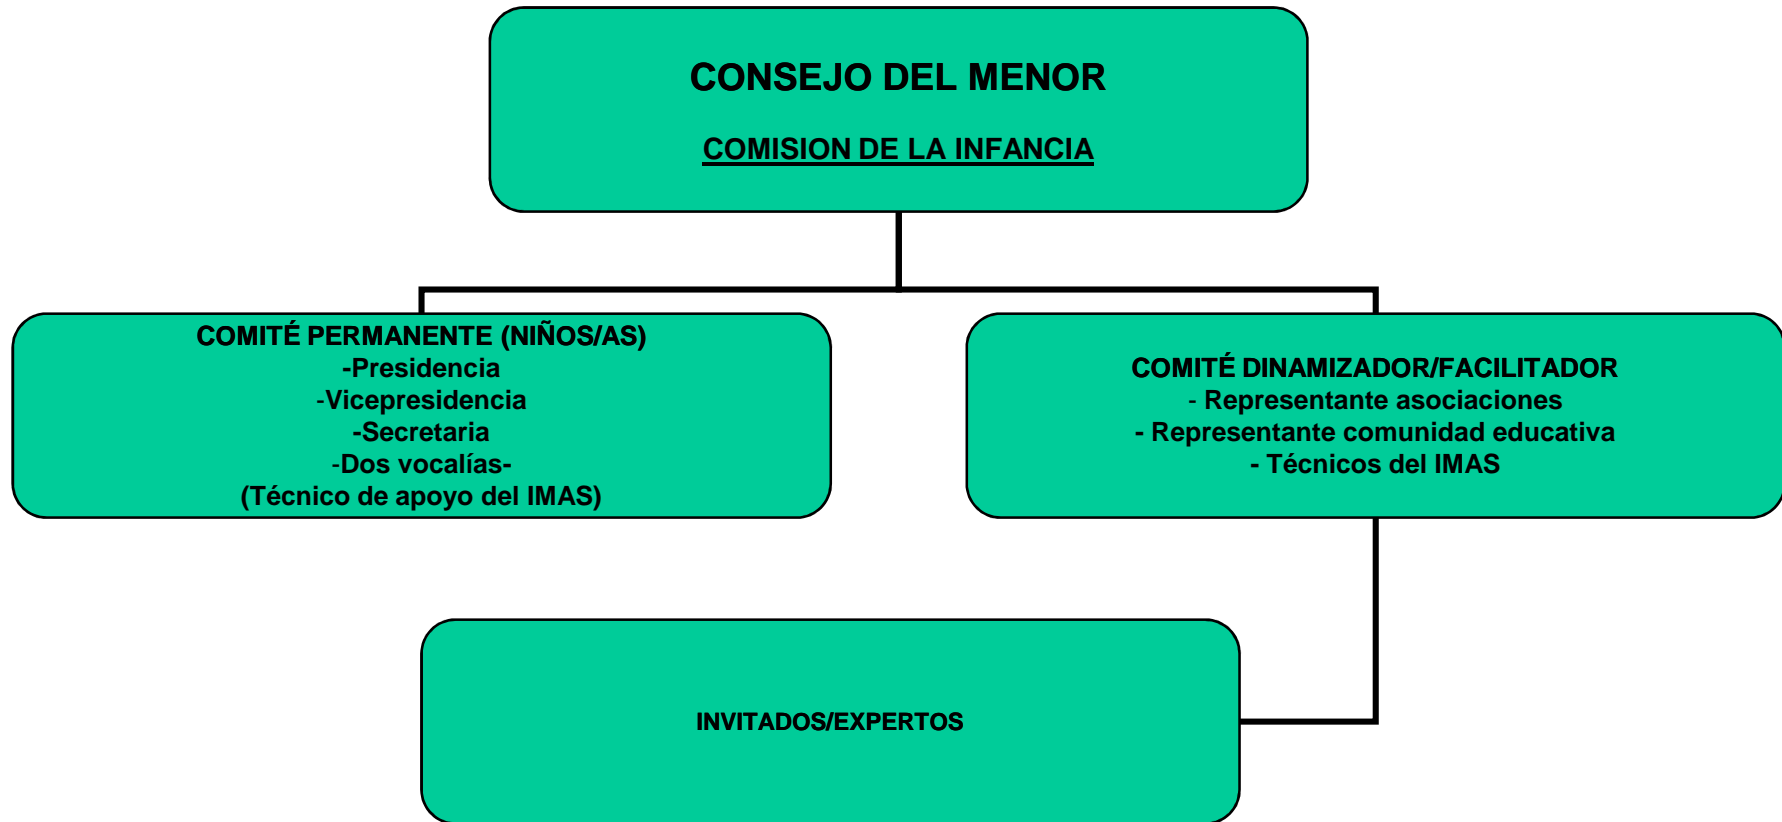 CONSEJO DEL MENOR
COMISION DE LA INFANCIA
COMITÉ PERMANENTE (NIÑOS/AS)
-Presidencia
-Vicepresidencia
-Secretaria
-Dos vocalías-
(Técnico de apoyo del IMAS)
COMITÉ DINAMIZADOR/FACILITADOR
- Representante asociaciones
- Representante comunidad educativa
- Técnicos del IMAS
INVITADOS/EXPERTOS